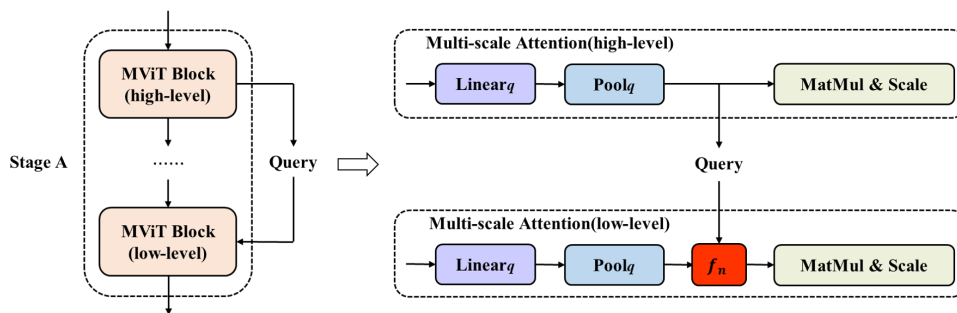 MViT Block
(high-level)
Stage A
......
Query
MViT Block
(low-level)
Multi-scale Attention(high-level)
Linearq
Poolq
MatMul & Scale
Query
Multi-scale Attention(low-level)
Linearq
Poolq
fn
MatMul & Scale